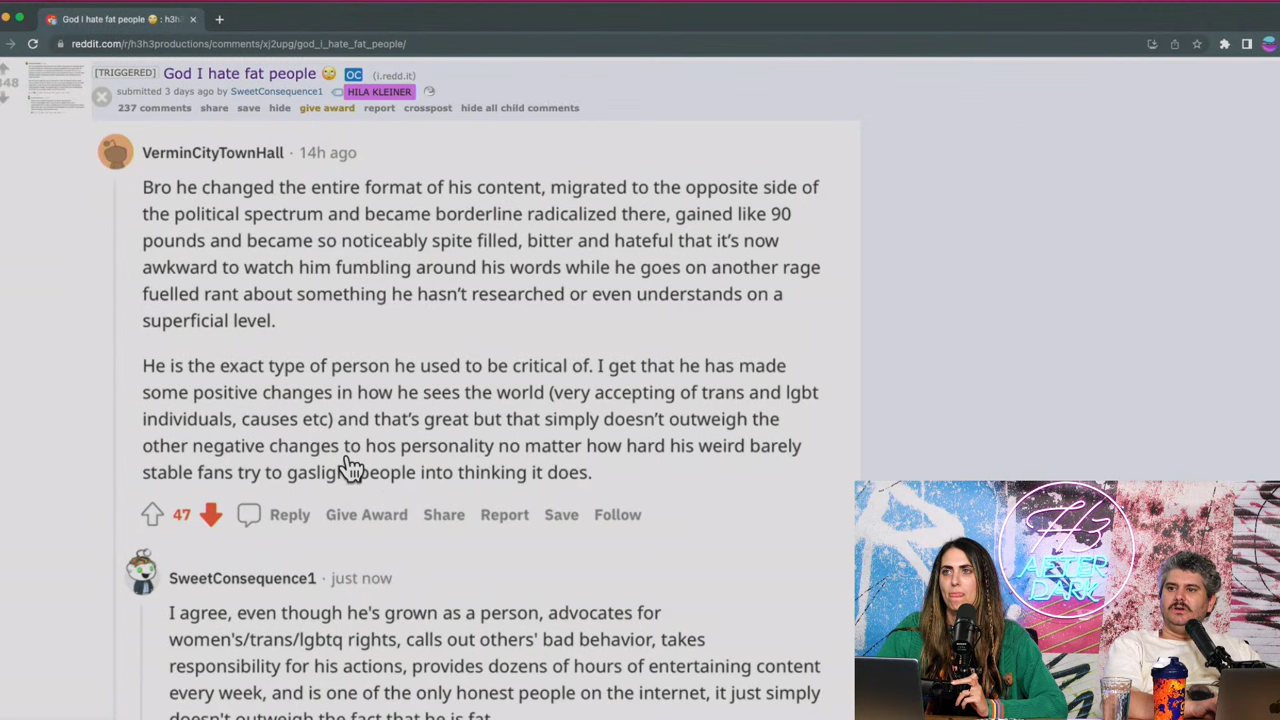 God I hate fat people 🙄 : h3h
reddit.com/r/h3h3productions/comments/xj2upg/god_i_hate_fat_people/
[TRIGGERED] God I hate fat people 🙄 OC (i.redd.it)
submitted 3 days ago by SweetConsequence1 HILA KLEINER
237 comments share save hide give award report crosspost hide all child comments
VerminCityTownHall · 14h ago
Bro he changed the entire format of his content, migrated to the opposite side of
the political spectrum and became borderline radicalized there, gained like 90
pounds and became so noticeably spite filled, bitter and hateful that it's now
awkward to watch him fumbling around his words while he goes on another rage
fuelled rant about something he hasn't researched or even understands on a
superficial level.
He is the exact type of person he used to be critical of. I get that he has made
some positive changes in how he sees the world (very accepting of trans and lgbt
individuals, causes etc) and that's great but that simply doesn't outweigh the
other negative changes to hos personality no matter how hard his weird barely
stable fans try to gaslight people into thinking it does.
47 Reply Give Award Share Report Save Follow
SweetConsequence1 · just now
I agree, even though he's grown as a person, advocates for
women's/trans/lgbtq rights, calls out others' bad behavior, takes
responsibility for his actions, provides dozens of hours of entertaining content
every week, and is one of the only honest people on the internet, it just simply
doesn't outweigh the fact that he is fat
H3
AFTER
DARK